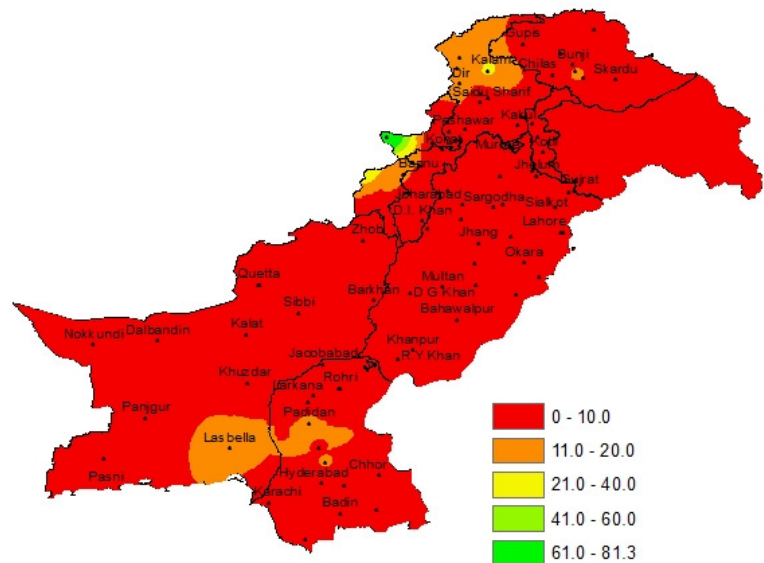 Gupis
Kalam
Bunji
Chilas
Dir
Skardu
Saidu Sharif
Peshawar
Kakul
Kotli
Bannu
Jhelum
Gujrat
Joharabad
Sargodha
Sialkot
D.I. Khan
Lahore
Zhob
Jhang
Okara
Quetta
Multan
Barkhan
D G Khan
Sibbi
Bahawalpur
Nokkundi
Dalbandin
Kalat
Khanpur
Jacobabad
R.Y.Khan
Khuzdar
Larkana
Rohri
Panjgur
Padidan
Lasbella
Pasni
Hyderabad
Chhor
Karachi
Badin
0 - 10.0
11.0 - 20.0
21.0 - 40.0
41.0 - 60.0
61.0 - 81.3